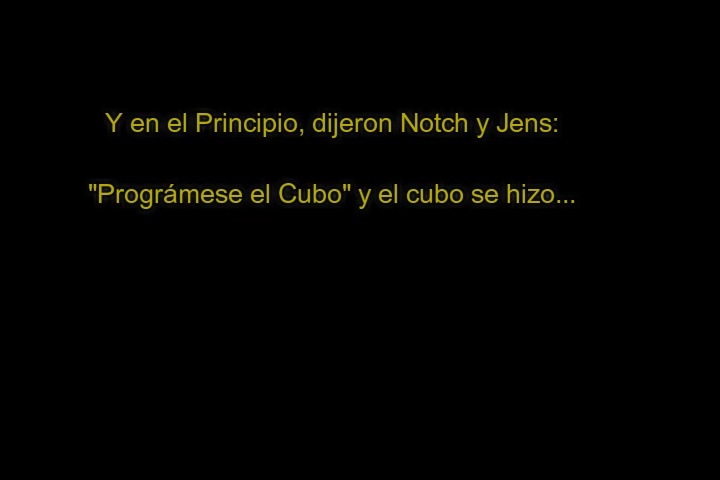 Y en el Principio, dijeron Notch y Jens:
"Prográmese el Cubo" y el cubo se hizo...